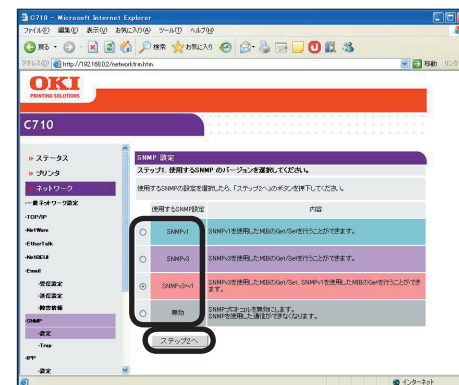 C710 - Microsoft Internet Explorer
ファイル(F) 編集(E) 表示(V) お気に入り(A) ツール(T) ヘルプ(H)
戻る 検索 お気に入り
アドレス(D) http://192.168.0.2/networkfrm.htm 移動 リンク
OKI
PRINTING SOLUTIONS
C710
» ステータス
» プリンタ
» ネットワーク
-一番ネットワーク設定
-TCP/IP
-NetWare
-EtherTalk
-NetBEUI
-Email
-受信設定
-送信設定
-障害情報
-SNMP
-設定
-Trap
-IPP
-設定
SNMP 設定
ステップ1. 使用するSNMP のバージョンを選択してください。
使用するSNMPの設定を選択したら、「ステップ2へ」のボタンを押下してください。
使用するSNMP設定 内容
SNMPv1 SNMPv1を使用したMIBのGet/Setを行うことができます。
SNMPv3 SNMPv3を使用したMIBのGet/Setを行うことができます。
SNMPv3+v1 SNMPv3を使用したMIBのGet/Set, SNMPv1を使用したMIBのGetを行うことができます。
無効 SNMPプロトコルを無効にします。
SNMPを使用した通信ができなくなります。
ステップ2へ
インターネット